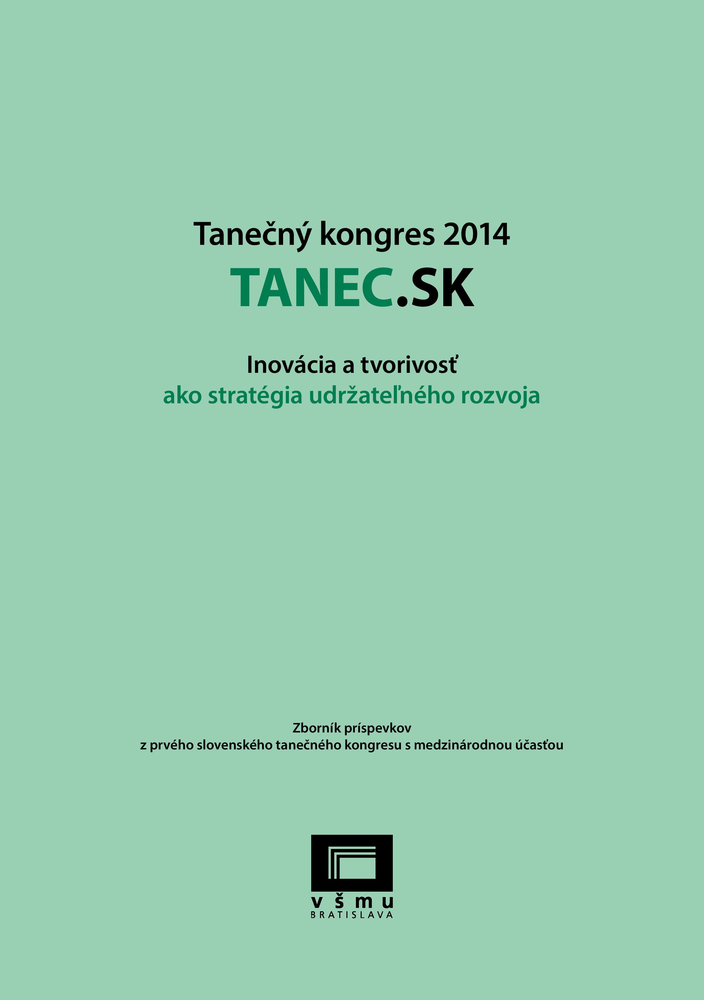 Tanečný kongres 2014
TANEC.SK
Inovácia a tvorivosť
ako stratégia udržateľného rozvoja
Zborník príspevkov
z prvého slovenského tanečného kongresu s medzinárodnou účasťou
všmu
BRATISLAVA